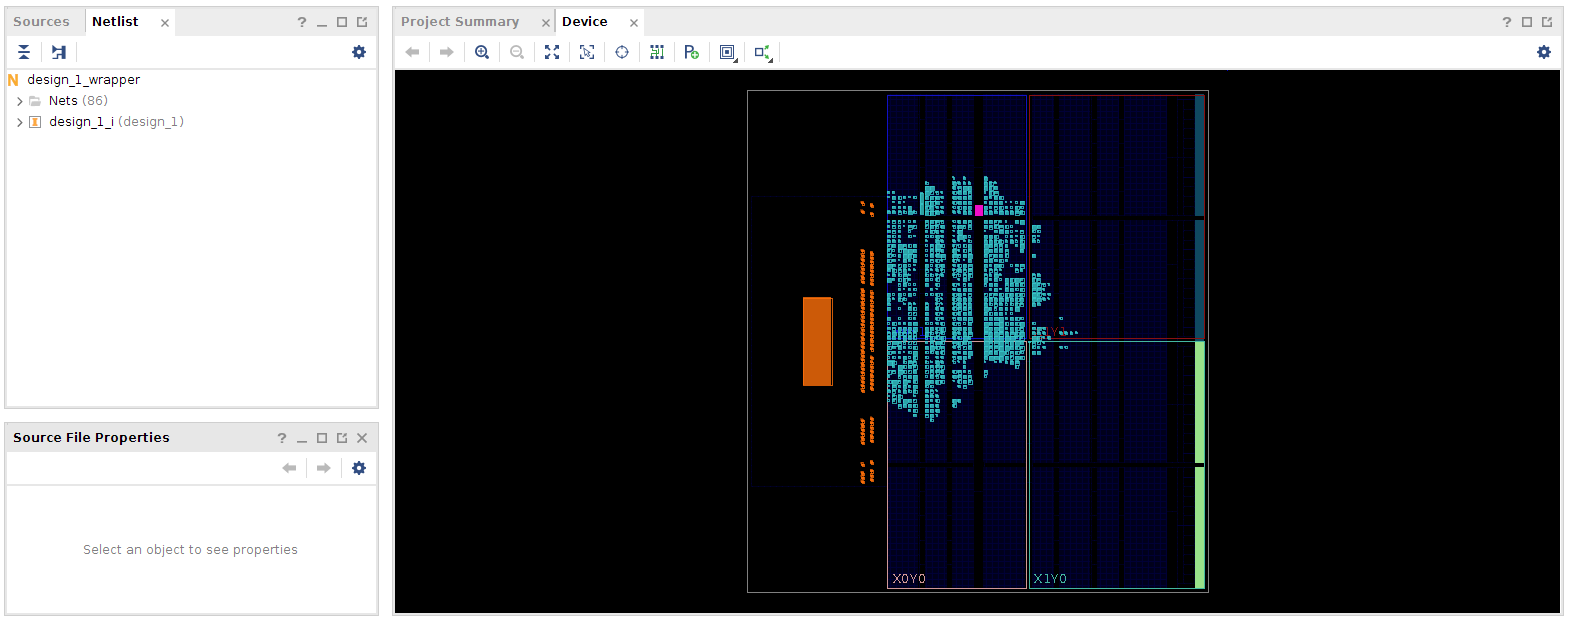 Sources
Netlist
design_1_wrapper
Nets (86)
design_1_i (design_1)
Source File Properties
Select an object to see properties
Project Summary
Device
X0Y0
X1Y0